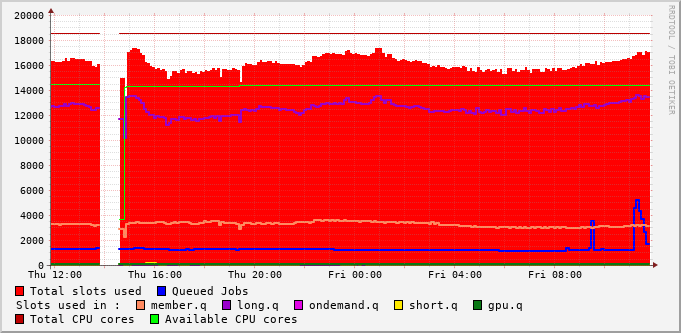 20000
18000
16000
14000
12000
10000
8000
6000
4000
2000
0
Thu 12:00 Thu 16:00 Thu 20:00 Fri 00:00 Fri 04:00 Fri 08:00
Total slots used Queued Jobs
Slots used in : member.q long.q ondemand.q short.q gpu.q
Total CPU cores Available CPU cores
RRDTOOL / TOBI OETIKER